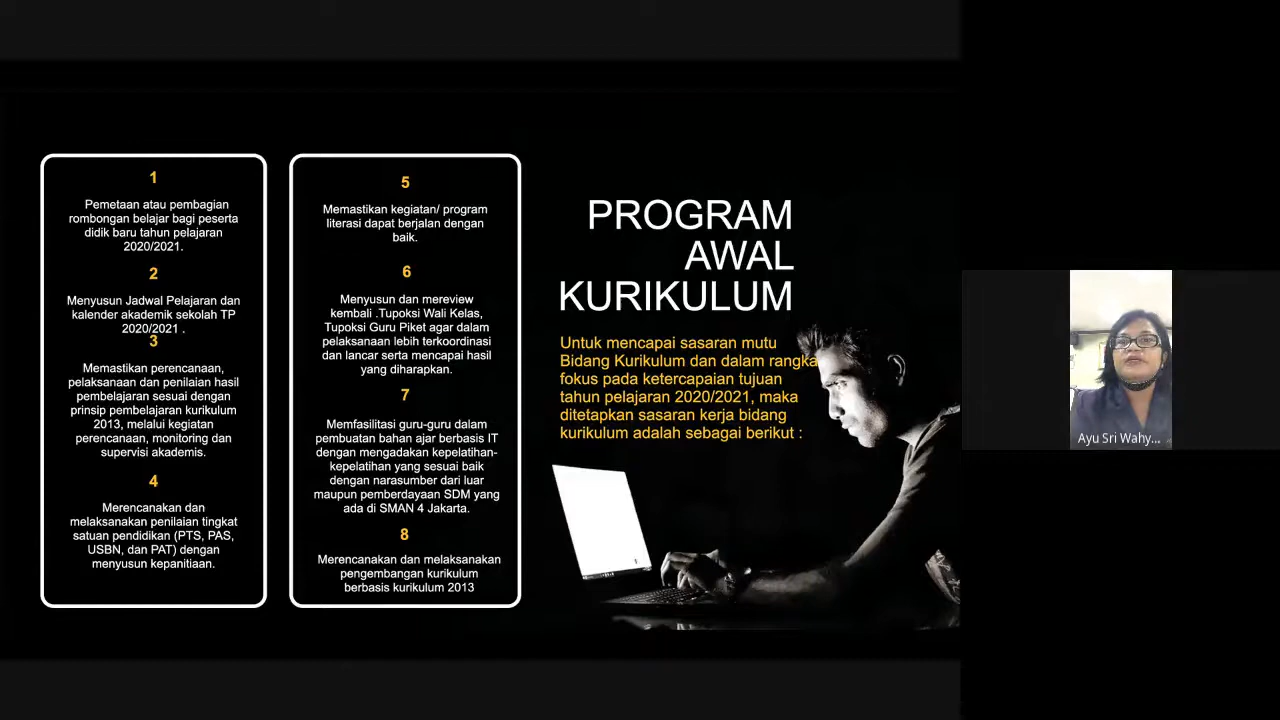 1
Pemetaan atau pembagian
rombongan belajar bagi peserta
didik baru tahun pelajaran
2020/2021.
2
Menyusun Jadwal Pelajaran dan
kalender akademik sekolah TP
2020/2021 .
3
Memastikan perencanaan,
pelaksanaan dan penilaian hasil
pembelajaran sesuai dengan
prinsip pembelajaran kurikulum
2013, melalui kegiatan
perencanaan, monitoring dan
supervisi akademis.
4
Merencanakan dan
melaksanakan penilaian tingkat
satuan pendidikan (PTS, PAS,
USBN, dan PAT) dengan
menyusun kepanitiaan.
5
Memastikan kegiatan/ program
literasi dapat berjalan dengan
baik.
6
Menyusun dan mereview
kembali .Tupoksi Wali Kelas,
Tupoksi Guru Piket agar dalam
pelaksanaan lebih terkoordinasi
dan lancar serta mencapai hasil
yang diharapkan.
7
Memfasilitasi guru-guru dalam
pembuatan bahan ajar berbasis IT
dengan mengadakan kepelatihan-
kepelatihan yang sesuai baik
dengan narasumber dari luar
maupun pemberdayaan SDM yang
ada di SMAN 4 Jakarta.
8
Merencanakan dan melaksanakan
pengembangan kurikulum
berbasis kurikulum 2013
PROGRAM
AWAL
KURIKULUM
Untuk mencapai sasaran mutu
Bidang Kurikulum dan dalam rangka
fokus pada ketercapaian tujuan
tahun pelajaran 2020/2021, maka
ditetapkan sasaran kerja bidang
kurikulum adalah sebagai berikut :
Ayu Sri Wahy...